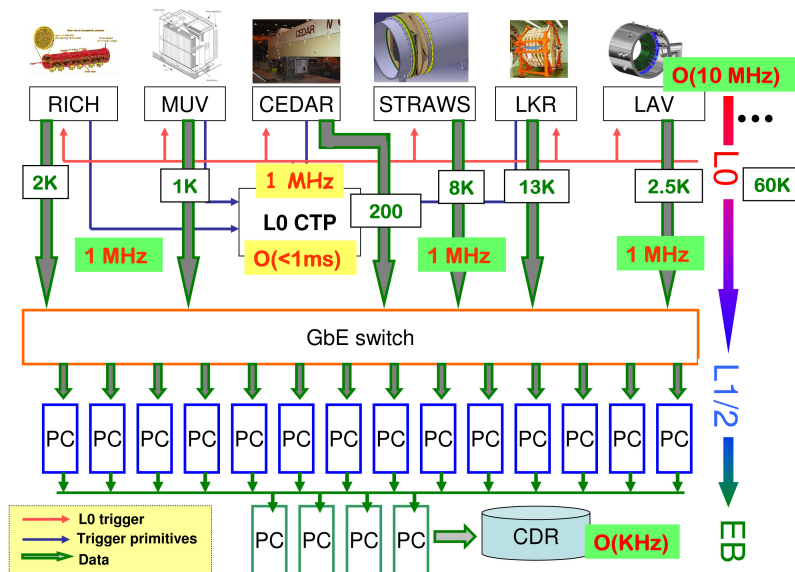 CEDAR
N
O(10 MHz)
RICH
MUV
CEDAR
STRAWS
LKR
LAV
L0
2K
1K
1 MHz
200
8K
13K
2.5K
60K
L0 CTP
1 MHz
O(<1ms)
1 MHz
1 MHz
GbE switch
L1/2
PC
PC
PC
PC
PC
PC
PC
PC
PC
PC
PC
PC
PC
PC
L0 trigger
Trigger primitives
Data
PC
PC
PC
PC
CDR
O(KHz)
EB